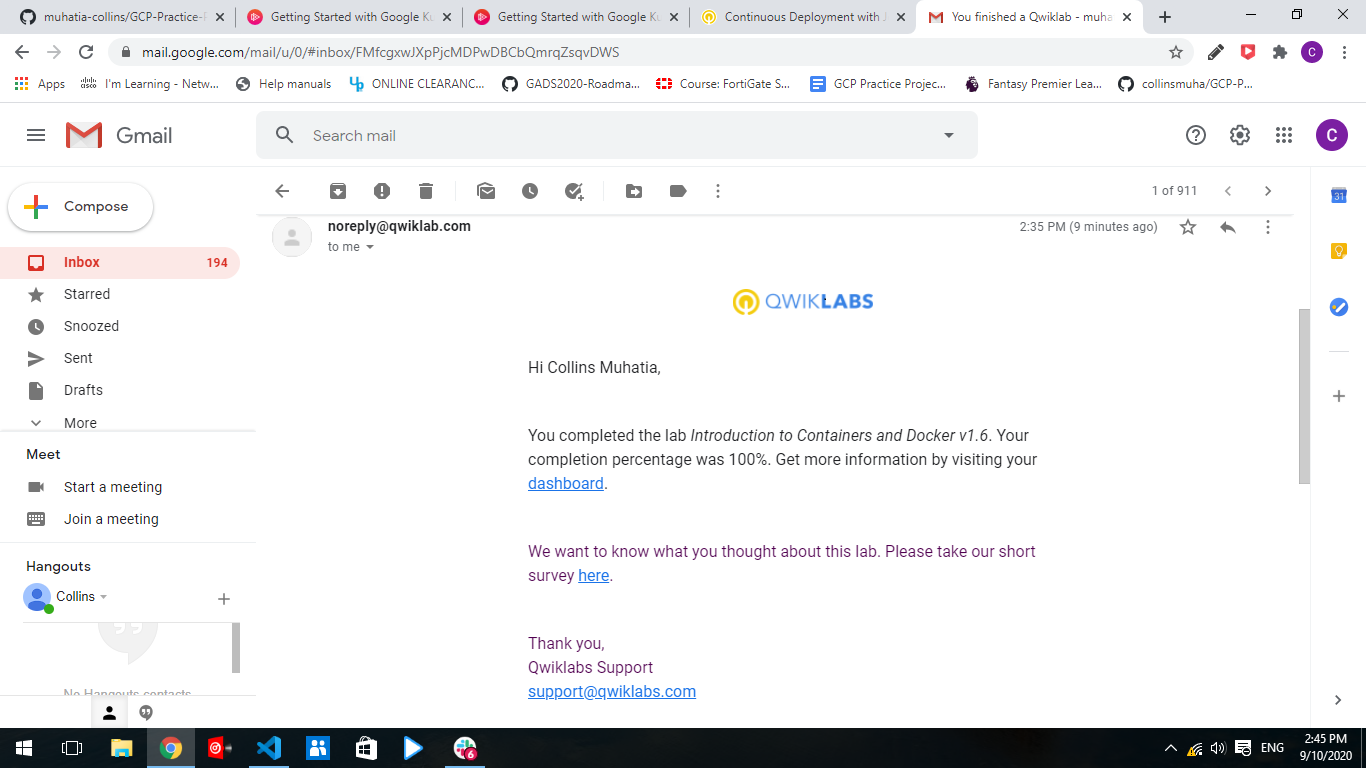 muhatia-collins/GCP-Practice-P
Getting Started with Google Ku
Getting Started with Google Ku
Continuous Deployment with J
You finished a Qwiklab - muha
mail.google.com/mail/u/0/#inbox/FMfcgxwJXpPjcMDPwDBCbQmrqZsqvDWS
C
Apps
I'm Learning - Netw...
Help manuals
ONLINE CLEARANC...
GADS2020-Roadma...
Course: FortiGate S...
GCP Practice Projec...
Fantasy Premier Lea...
collinsmuha/GCP-P...
Gmail
Search mail
C
Compose
1 of 911
31
noreply@qwiklab.com
2:35 PM (9 minutes ago)
to me
Inbox 194
Starred
Snoozed
Sent
Drafts
More
QWIKLABS
Hi Collins Muhatia,
You completed the lab Introduction to Containers and Docker v1.6. Your
completion percentage was 100%. Get more information by visiting your
dashboard.
Meet
Start a meeting
Join a meeting
We want to know what you thought about this lab. Please take our short
survey here.
Hangouts
Collins
No Hangouts contacts
Thank you,
Qwiklabs Support
support@qwiklabs.com
6
ENG
2:45 PM
9/10/2020